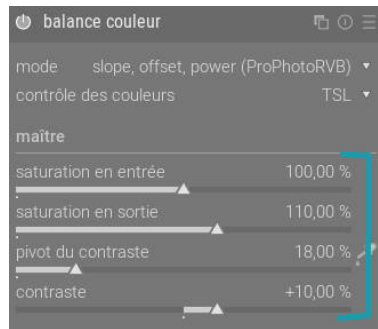 balance couleur
mode slope, offset, power (ProPhotoRVB)
contrôle des couleurs TSL
maître
saturation en entrée 100,00 %
saturation en sortie 110,00 %
pivot du contraste 18,00 %
contraste +10,00 %